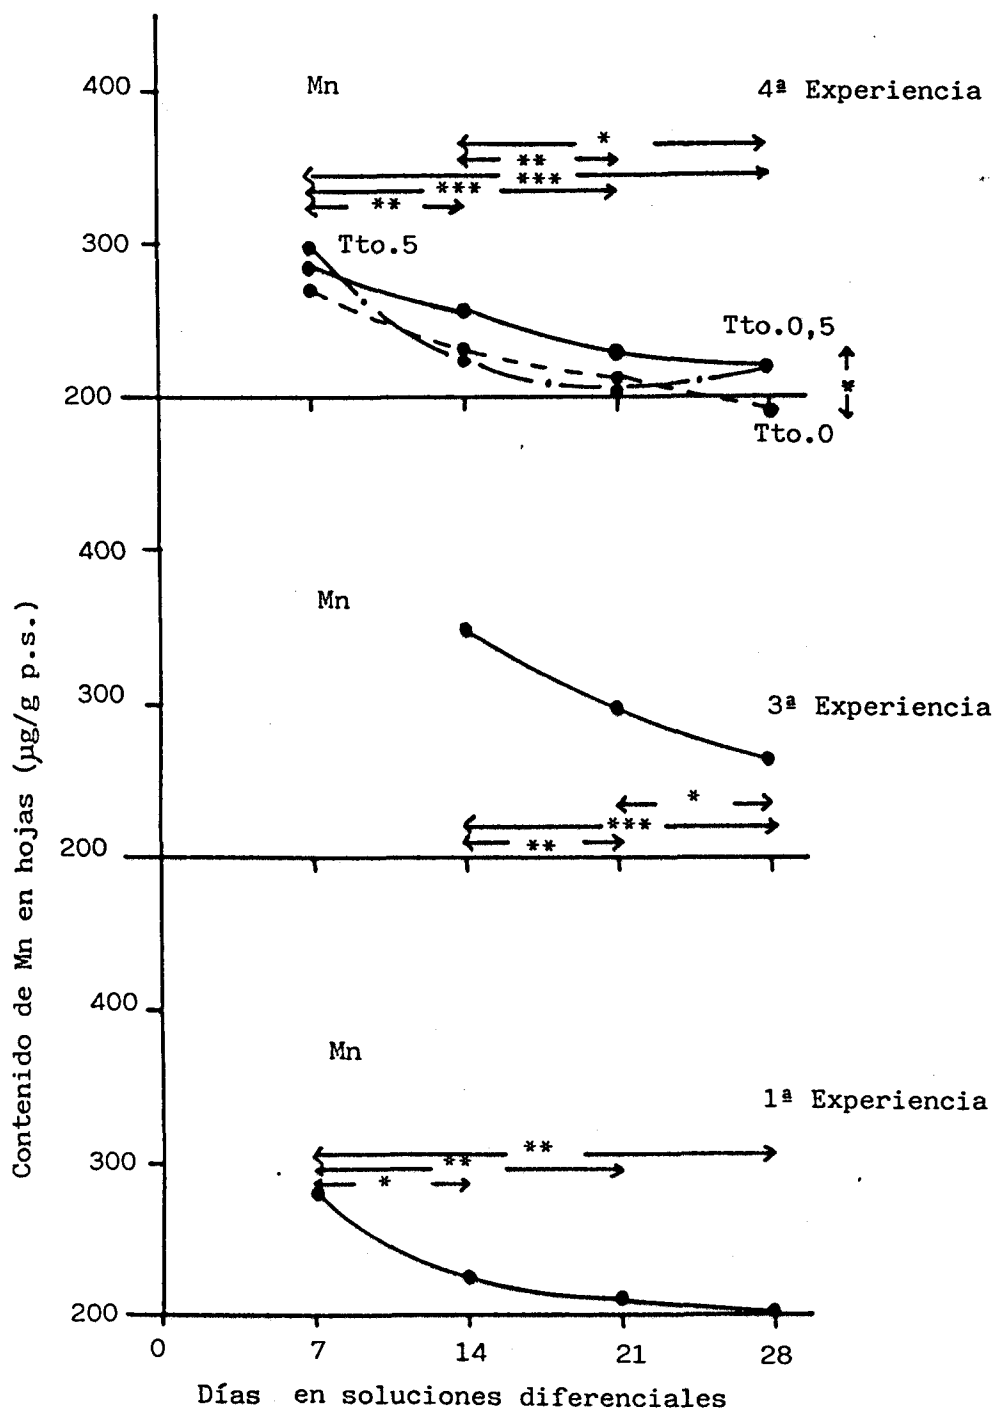 400
Mn
4ª Experiencia
*
**
***
***
**
300
Tto.5
Tto.0,5
*
200
Tto.0
400
Mn
300
3ª Experiencia
*
***
**
200
400
Mn
1ª Experiencia
**
300
**
*
200
0 7 14 21 28
Días en soluciones diferenciales
Contenido de Mn en hojas (µg/g p.s.)